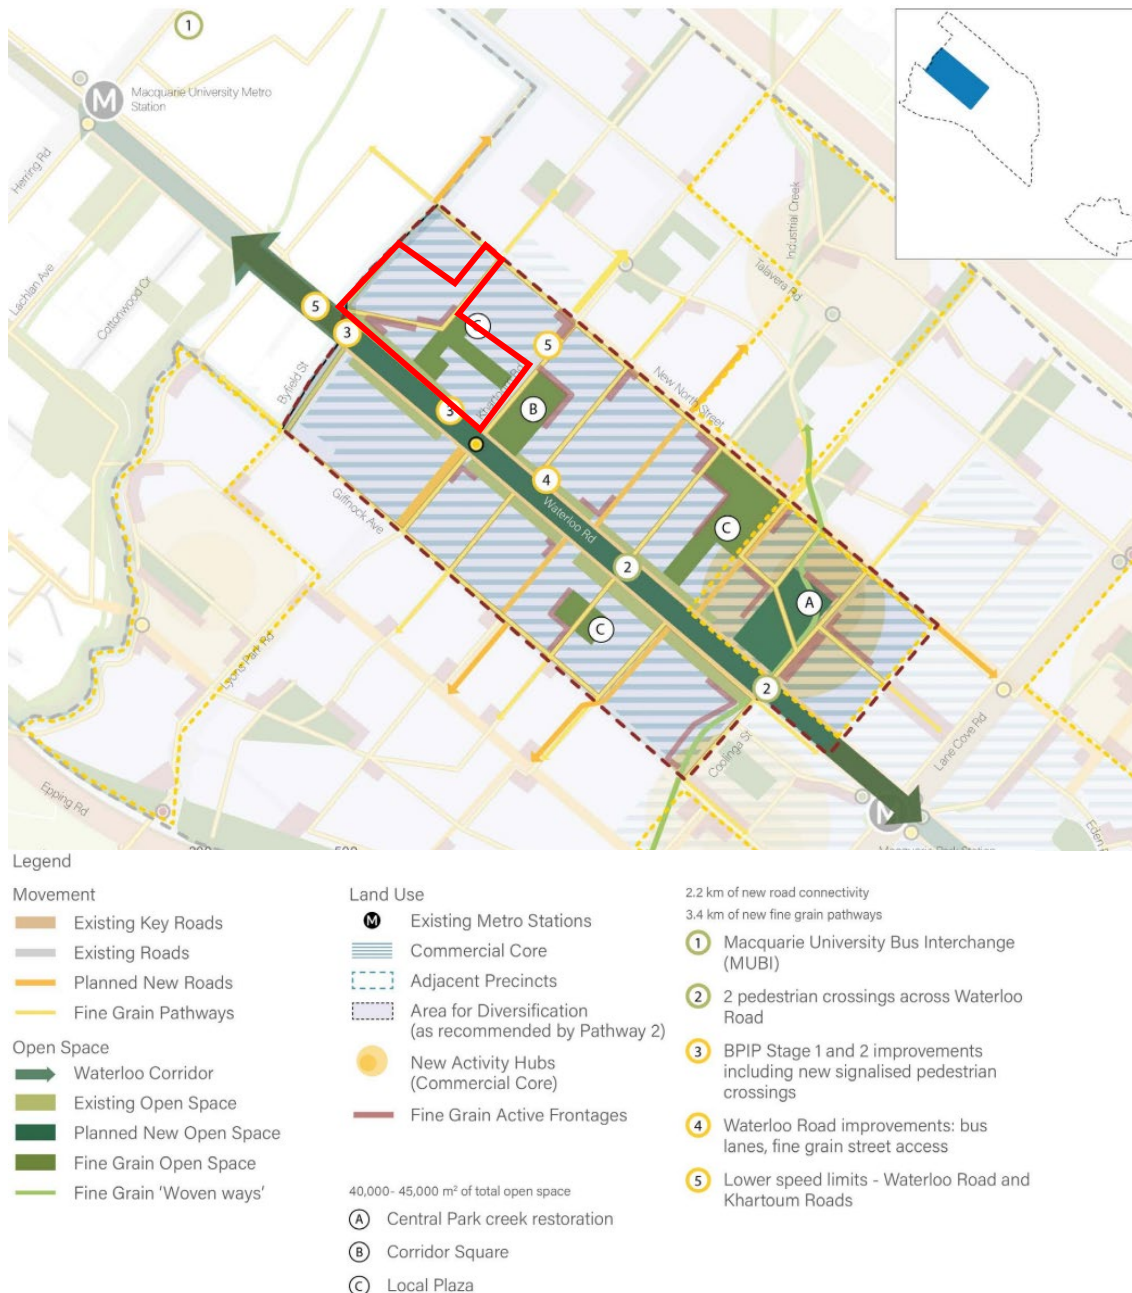 1
M
Macquarie University Metro
Station
Herring Rd
Lachlan Ave
Cottonwood Cr
Byfield St
Industrial Creek
Talavera Rd
5
3
C
5
3
B
New North Street
Giffnock Ave
4
Waterloo Rd
C
2
A
C
2
Lyons Park Rd
Coolinga St
Lane Cove Rd
Epping Rd
M
Legend
Movement
Existing Key Roads
Existing Roads
Planned New Roads
Fine Grain Pathways
Open Space
Waterloo Corridor
Existing Open Space
Planned New Open Space
Fine Grain Open Space
Fine Grain 'Woven ways'
Land Use
M Existing Metro Stations
Commercial Core
Adjacent Precincts
Area for Diversification
(as recommended by Pathway 2)
New Activity Hubs
(Commercial Core)
Fine Grain Active Frontages
40,000- 45,000 m² of total open space
A Central Park creek restoration
B Corridor Square
C Local Plaza
2.2 km of new road connectivity
3.4 km of new fine grain pathways
1 Macquarie University Bus Interchange
(MUBI)
2 2 pedestrian crossings across Waterloo
Road
3 BPIP Stage 1 and 2 improvements
including new signalised pedestrian
crossings
4 Waterloo Road improvements: bus
lanes, fine grain street access
5 Lower speed limits - Waterloo Road and
Khartoum Roads